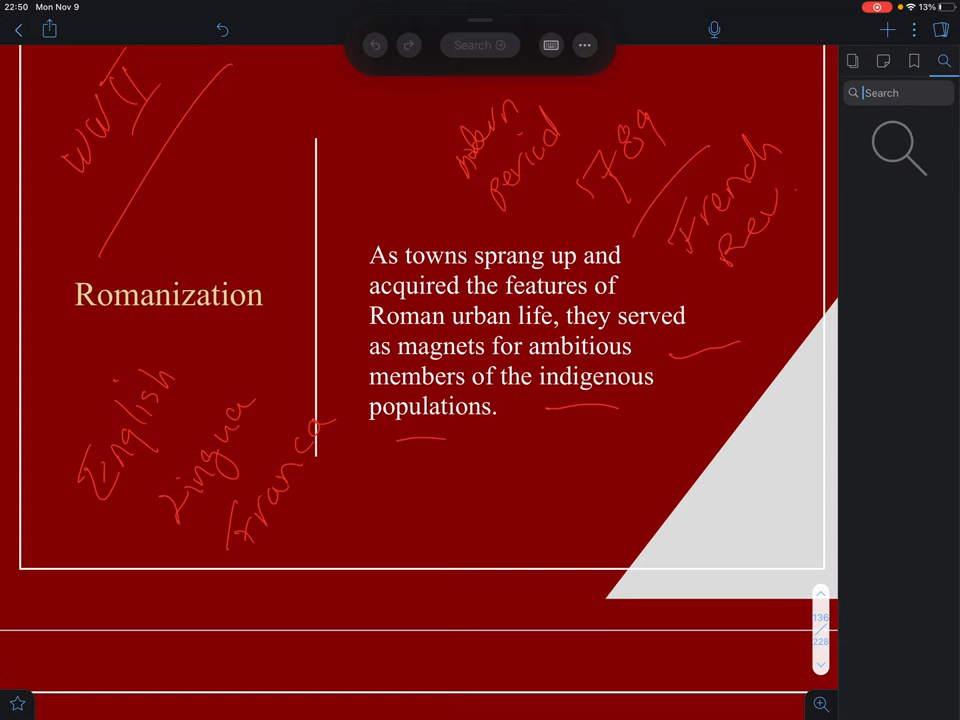 22:50 Mon Nov 9
13%
Search
Search
WWII
modern
period
1789
French
Rev.
Romanization
As towns sprang up and
acquired the features of
Roman urban life, they served
as magnets for ambitious
members of the indigenous
populations.
English
Lingua
Franca
136
228